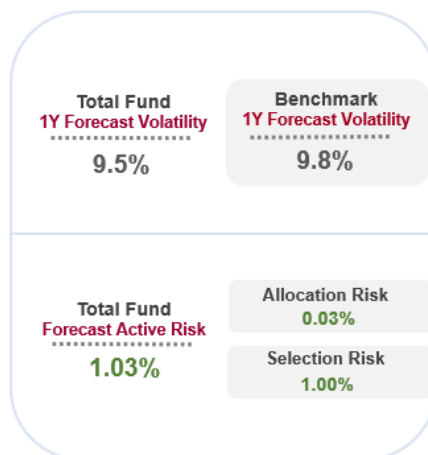 Total Fund
1Y Forecast Volatility
9.5%
Benchmark
1Y Forecast Volatility
9.8%
Total Fund
Forecast Active Risk
1.03%
Allocation Risk
0.03%
Selection Risk
1.00%